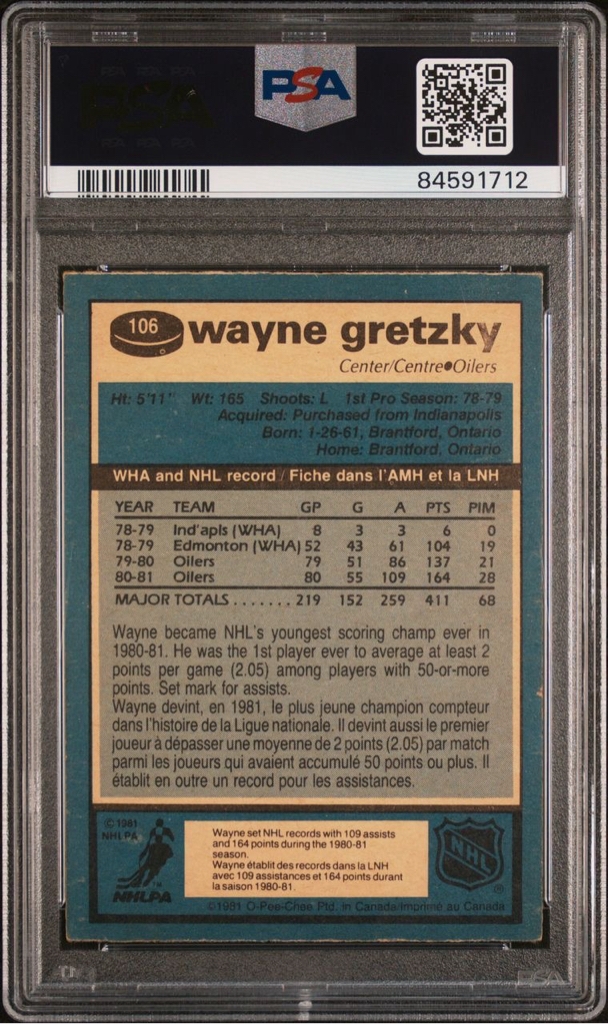 PSA
84591712
106 wayne gretzky
Center/Centre●Oilers
Ht: 5'11" Wt: 165 Shoots: L 1st Pro Season: 78-79
Acquired: Purchased from Indianapolis
Born: 1-26-61, Brantford, Ontario
Home: Brantford, Ontario
WHA and NHL record / Fiche dans l'AMH et la LNH
YEAR TEAM GP G A PTS PIM
78-79 Ind'apls (WHA) 8 3 3 6 0
78-79 Edmonton (WHA) 52 43 61 104 19
79-80 Oilers 79 51 86 137 21
80-81 Oilers 80 55 109 164 28
MAJOR TOTALS ....... 219 152 259 411 68
Wayne became NHL's youngest scoring champ ever in
1980-81. He was the 1st player ever to average at least 2
points per game (2.05) among players with 50-or-more
points. Set mark for assists.
Wayne devint, en 1981, le plus jeune champion compteur
dans l'histoire de la Ligue nationale. Il devint aussi le premier
joueur à dépasser une moyenne de 2 points (2.05) par match
parmi les joueurs qui avaient accumulé 50 points ou plus. Il
établit en outre un record pour les assistances.
© 1981
NHLPA
NHLPA
Wayne set NHL records with 109 assists
and 164 points during the 1980-81
season.
Wayne établit des records dans la LNH
avec 109 assistances et 164 points durant
la saison 1980-81.
NHL
®
©1981 O-Pee-Chee Ptd. in Canada/Imprimé au Canada
PSA